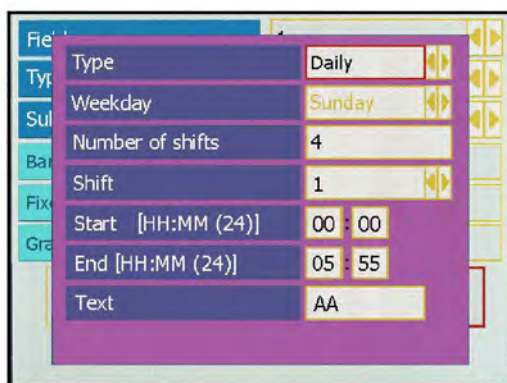 Type Daily
Weekday Sunday
Number of shifts 4
Shift 1
Start [HH:MM (24)] 00 : 00
End [HH:MM (24)] 05 : 55
Text AA